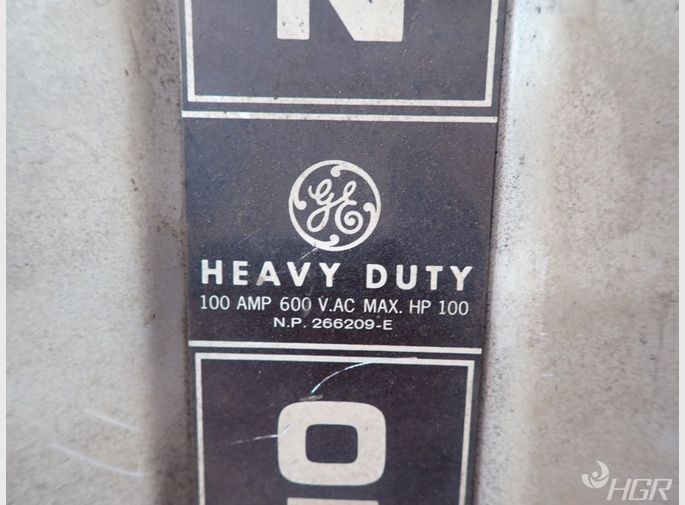 N
GE
HEAVY DUTY
100 AMP 600 V.AC MAX. HP 100
N.P. 266209-E
O
HGR